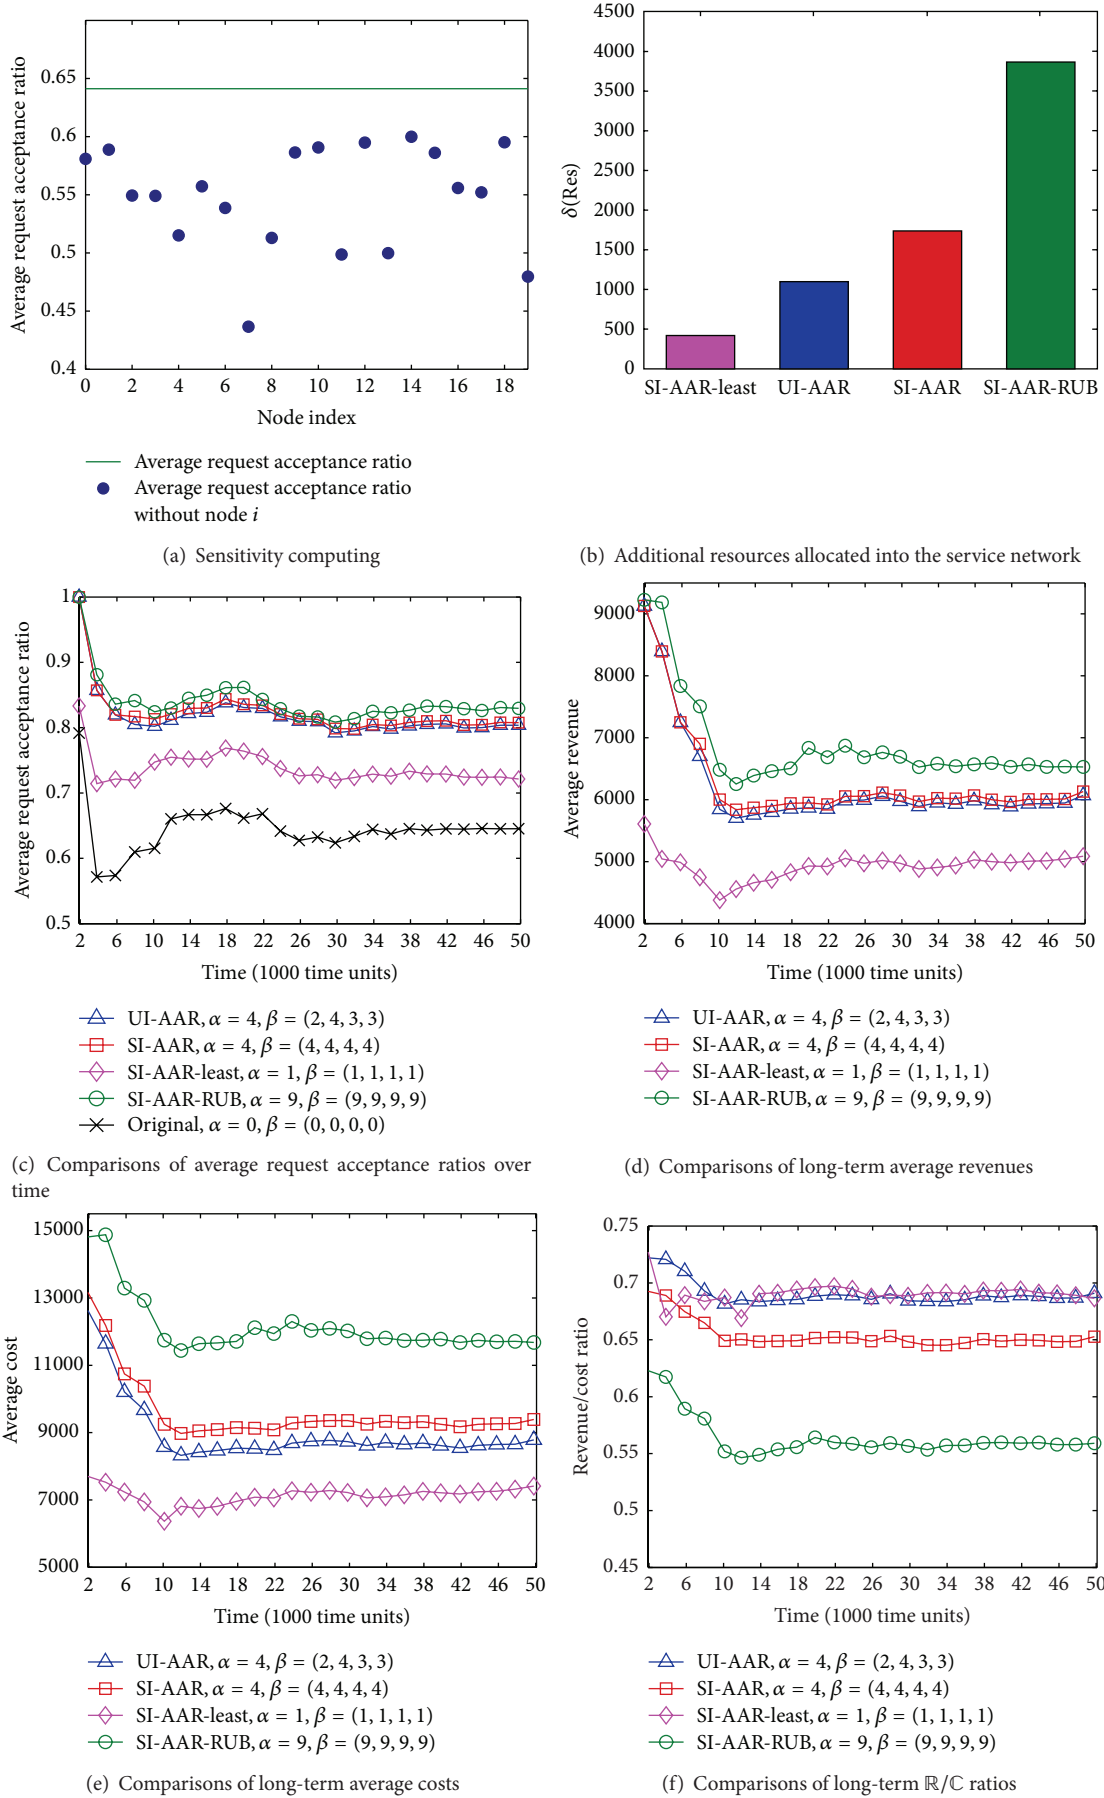 Average request acceptance ratio
0.65
0.6
0.55
0.5
0.45
0.4
0 2 4 6 8 10 12 14 16 18
Node index
Average request acceptance ratio
Average request acceptance ratio
without node i
(a) Sensitivity computing
δ(Res)
4500
4000
3500
3000
2500
2000
1500
1000
500
0
SI-AAR-least UI-AAR SI-AAR SI-AAR-RUB
(b) Additional resources allocated into the service network
Average request acceptance ratio
1
0.9
0.8
0.7
0.6
0.5
2 6 10 14 18 22 26 30 34 38 42 46 50
Time (1000 time units)
UI-AAR, α = 4, β = (2, 4, 3, 3)
SI-AAR, α = 4, β = (4, 4, 4, 4)
SI-AAR-least, α = 1, β = (1, 1, 1, 1)
SI-AAR-RUB, α = 9, β = (9, 9, 9, 9)
Original, α = 0, β = (0, 0, 0, 0)
(c) Comparisons of average request acceptance ratios over
time
Average revenue
9000
8000
7000
6000
5000
4000
2 6 10 14 18 22 26 30 34 38 42 46 50
Time (1000 time units)
UI-AAR, α = 4, β = (2, 4, 3, 3)
SI-AAR, α = 4, β = (4, 4, 4, 4)
SI-AAR-least, α = 1, β = (1, 1, 1, 1)
SI-AAR-RUB, α = 9, β = (9, 9, 9, 9)
(d) Comparisons of long-term average revenues
Average cost
15000
13000
11000
9000
7000
5000
2 6 10 14 18 22 26 30 34 38 42 46 50
Time (1000 time units)
UI-AAR, α = 4, β = (2, 4, 3, 3)
SI-AAR, α = 4, β = (4, 4, 4, 4)
SI-AAR-least, α = 1, β = (1, 1, 1, 1)
SI-AAR-RUB, α = 9, β = (9, 9, 9, 9)
(e) Comparisons of long-term average costs
Revenue/cost ratio
0.75
0.7
0.65
0.6
0.55
0.5
0.45
2 6 10 14 18 22 26 30 34 38 42 46 50
Time (1000 time units)
UI-AAR, α = 4, β = (2, 4, 3, 3)
SI-AAR, α = 4, β = (4, 4, 4, 4)
SI-AAR-least, α = 1, β = (1, 1, 1, 1)
SI-AAR-RUB, α = 9, β = (9, 9, 9, 9)
(f) Comparisons of long-term ℝ/ℂ ratios